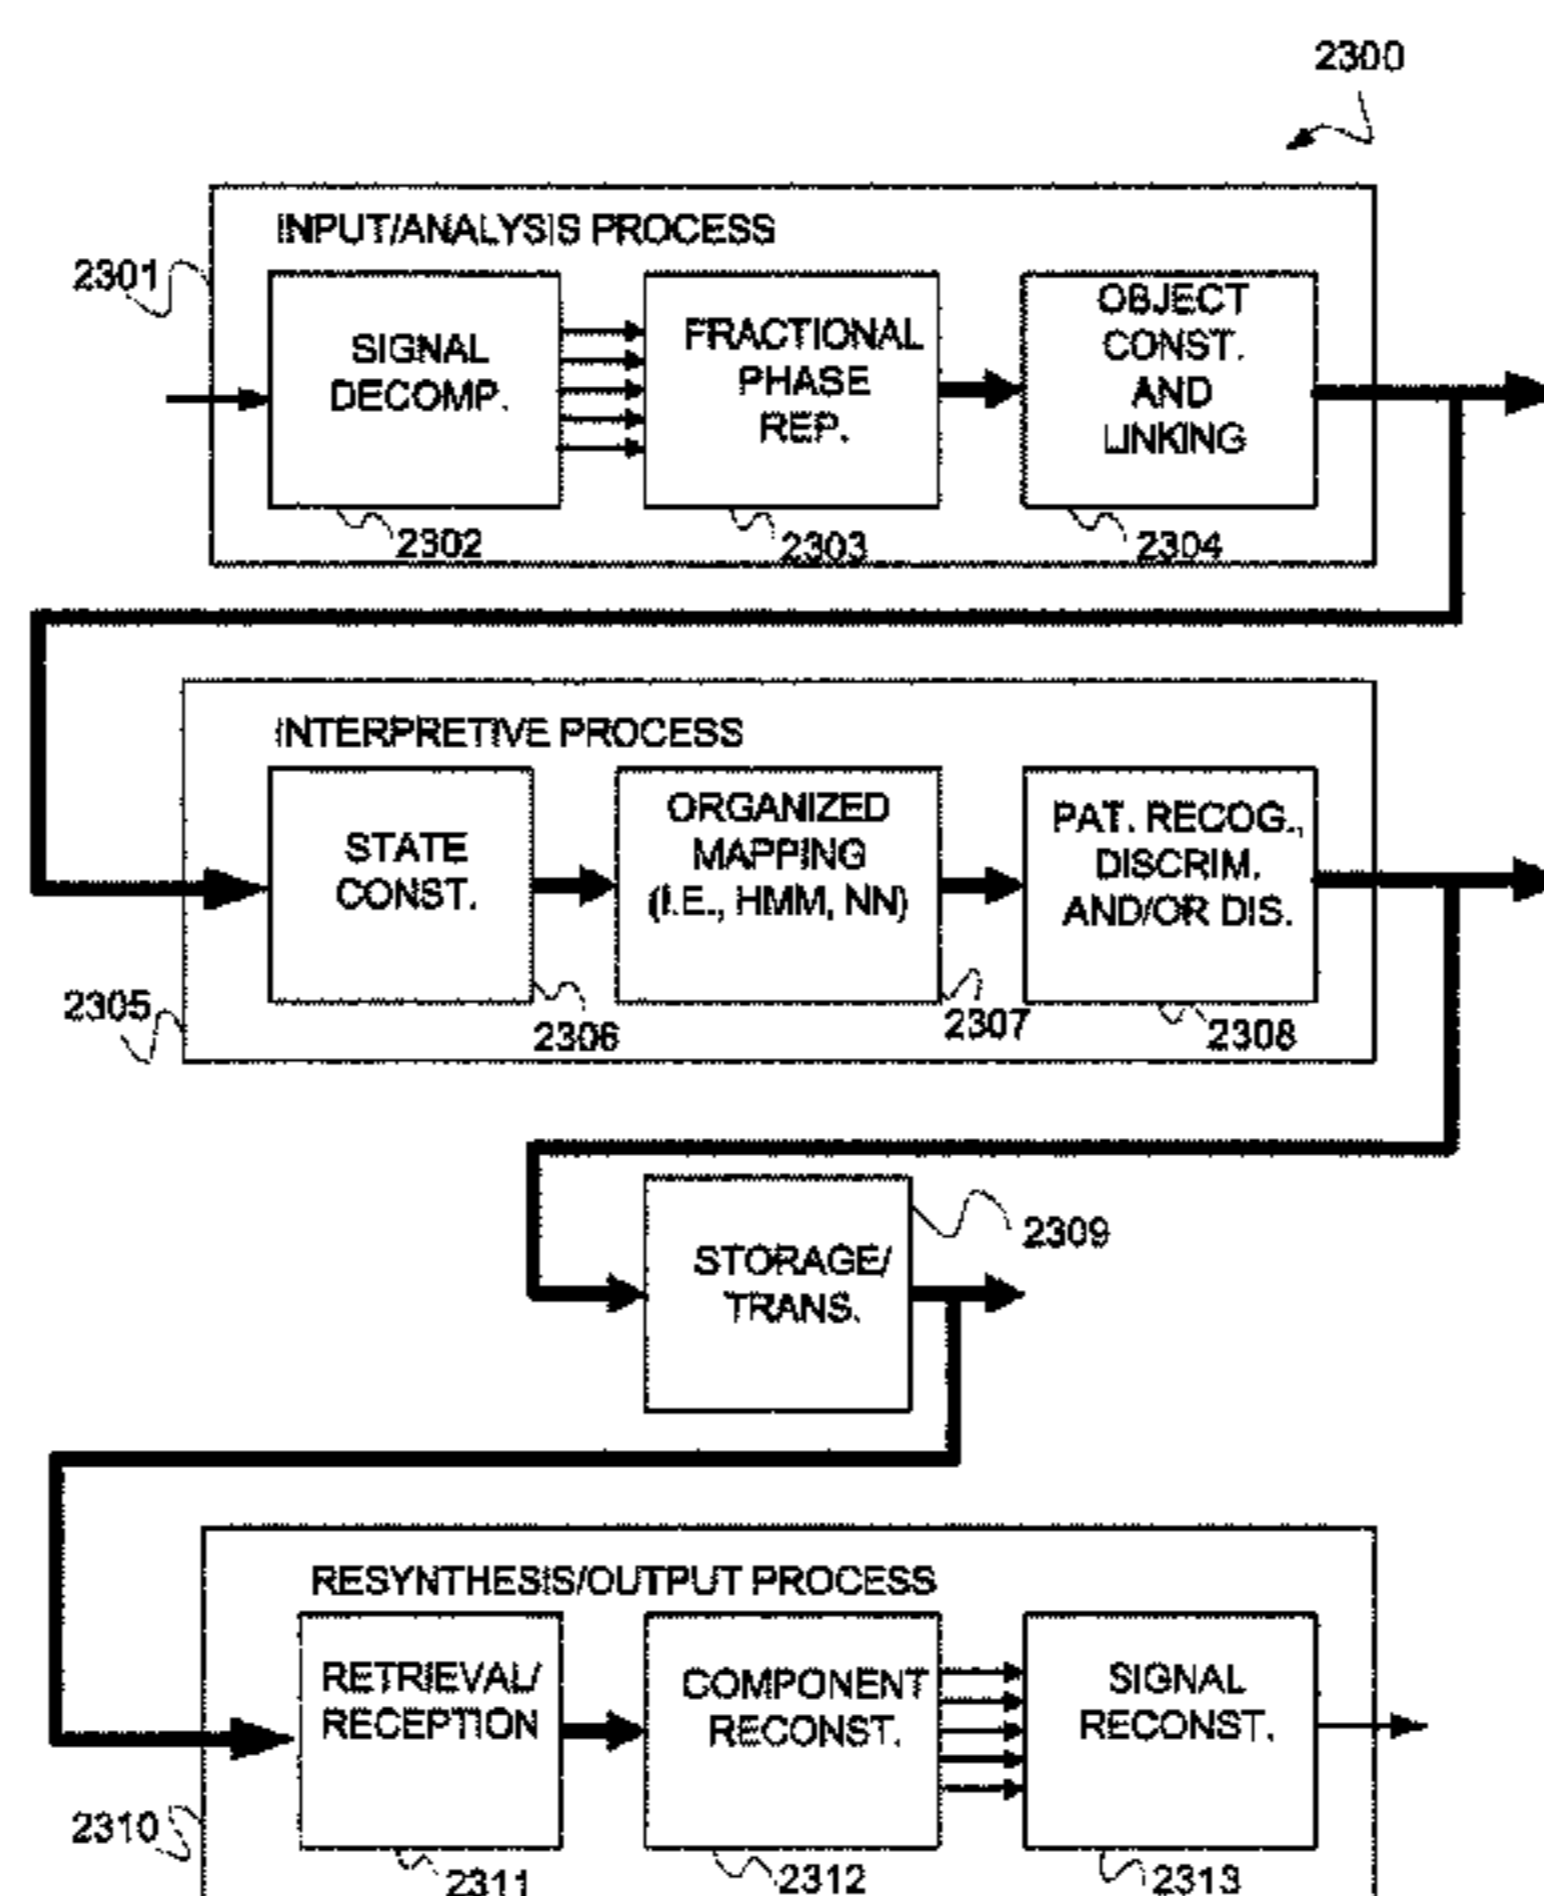 2300
INPUT/ANALYSIS PROCESS
2301
SIGNAL
DECOMP.
FRACTIONAL
PHASE
REP.
OBJECT
CONST.
AND
LINKING
2302
2303
2304
INTERPRETIVE PROCESS
STATE
CONST.
ORGANIZED
MAPPING
(I.E., HMM, NN)
PAT. RECOG.,
DISCRIM.
AND/OR DIS.
2305
2306
2307
2308
STORAGE/
TRANS.
2309
RESYNTHESIS/OUTPUT PROCESS
RETRIEVAL/
RECEPTION
COMPONENT
RECONST.
SIGNAL
RECONST.
2310
2311
2312
2313